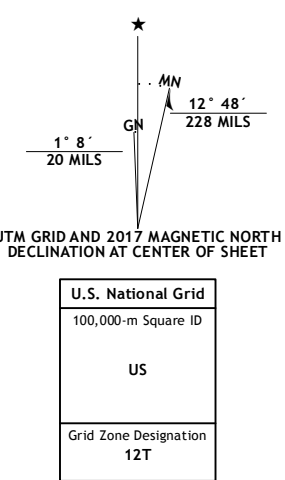 ★
MN
GN
12° 48´
228 MILS
1° 8´
20 MILS
UTM GRID AND 2017 MAGNETIC NORTH
DECLINATION AT CENTER OF SHEET
U.S. National Grid
100,000-m Square ID
US
Grid Zone Designation
12T